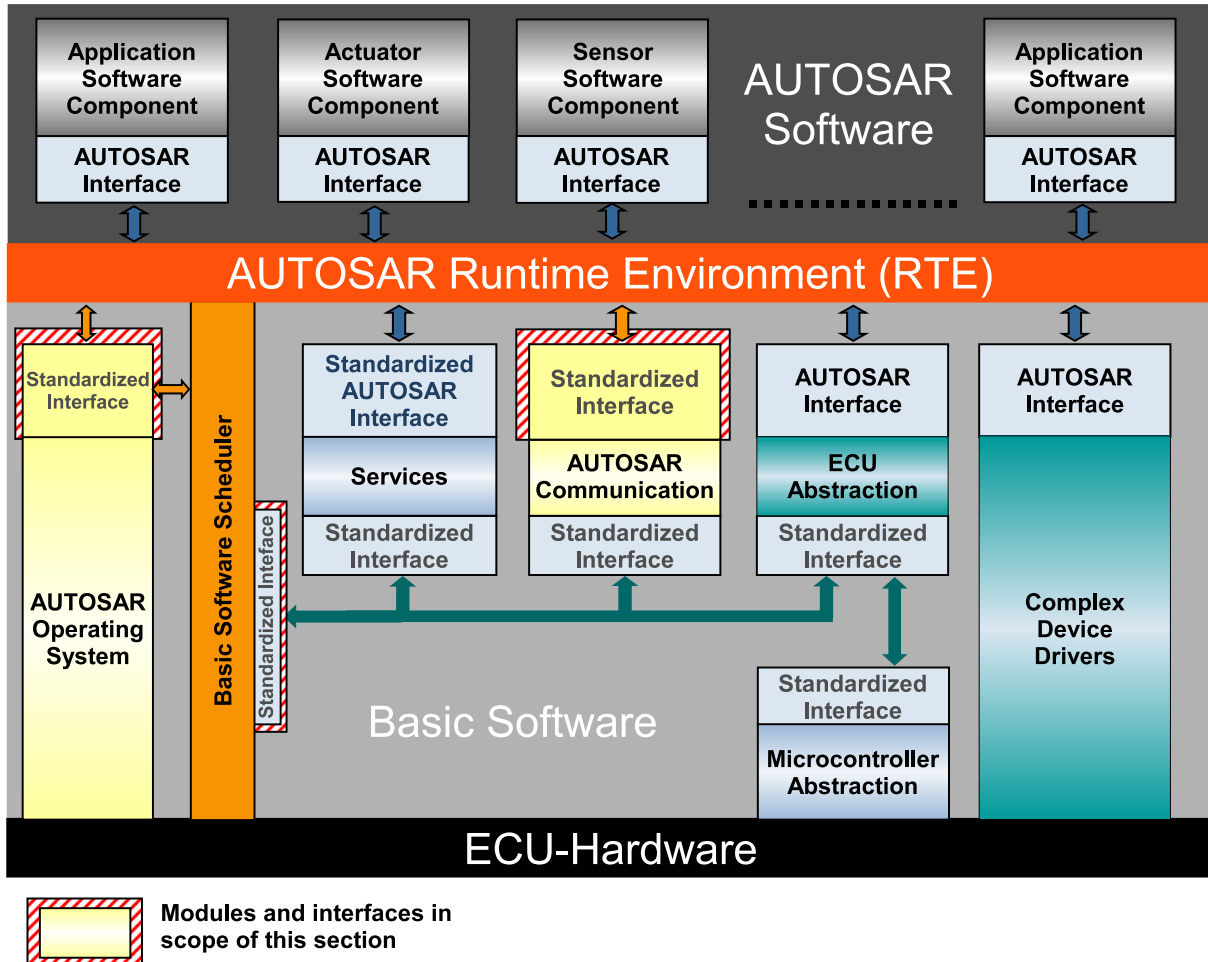 Application
Software
Component
AUTOSAR
Interface
Actuator
Software
Component
AUTOSAR
Interface
Sensor
Software
Component
AUTOSAR
Interface
AUTOSAR
Software
Application
Software
Component
AUTOSAR
Interface
AUTOSAR Runtime Environment (RTE)
Standardized
Interface
AUTOSAR
Operating
System
Basic Software Scheduler
Standardized Inteface
Standardized
AUTOSAR
Interface
Services
Standardized
Interface
Standardized
Interface
AUTOSAR
Communication
Standardized
Interface
AUTOSAR
Interface
ECU
Abstraction
Standardized
Interface
Standardized
Interface
Microcontroller
Abstraction
AUTOSAR
Interface
Complex
Device
Drivers
Basic Software
ECU-Hardware
Modules and interfaces in
scope of this section